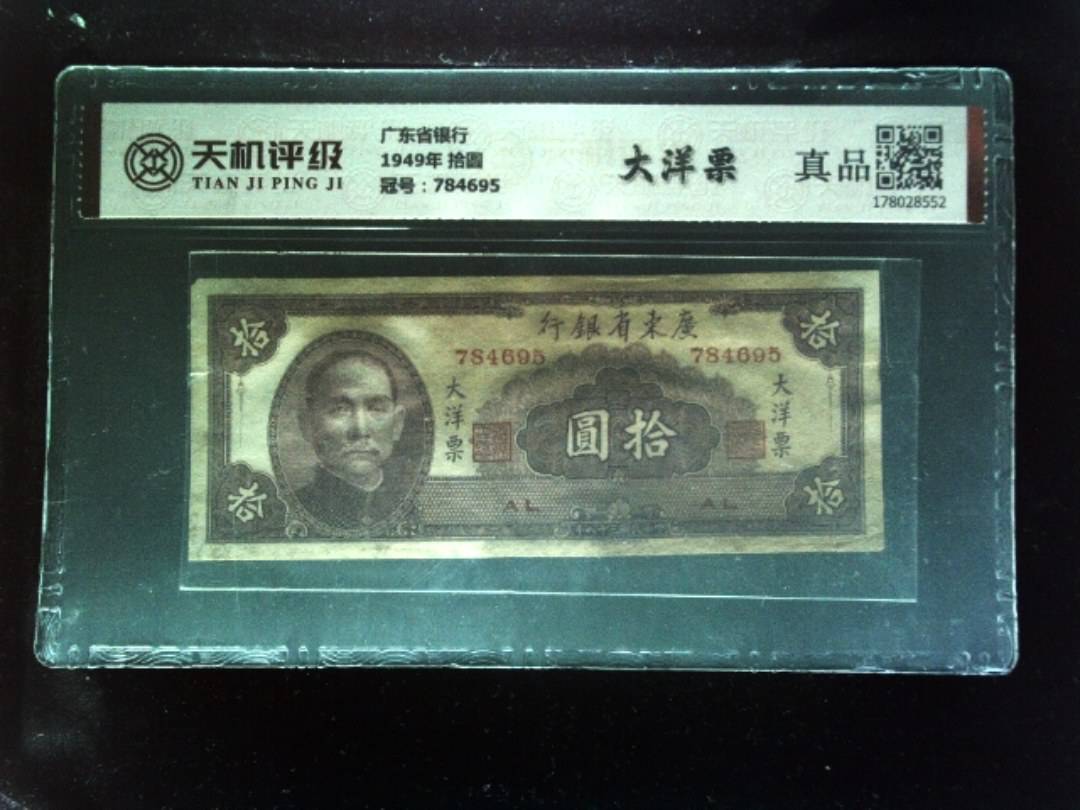 天机评级
TIAN JI PING JI
广东省银行
1949年 拾圆
冠号：784695
大洋票
真品
178028552
行銀省東廣
784695 784695
拾
拾
大洋票
大洋票
圓拾
AL AL
拾
拾